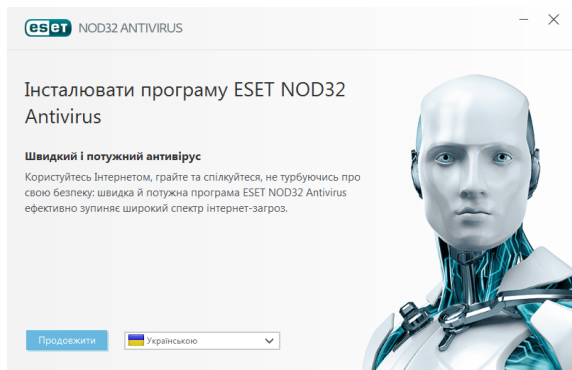 eset NOD32 ANTIVIRUS
Інсталювати програму ESET NOD32
Antivirus
Швидкий і потужний антивірус
Користуйтесь Інтернетом, грайте та спілкуйтеся, не турбуючись про
свою безпеку: швидка й потужна програма ESET NOD32 Antivirus
ефективно зупиняє широкий спектр інтернет-загроз.
Продовжити
Українською